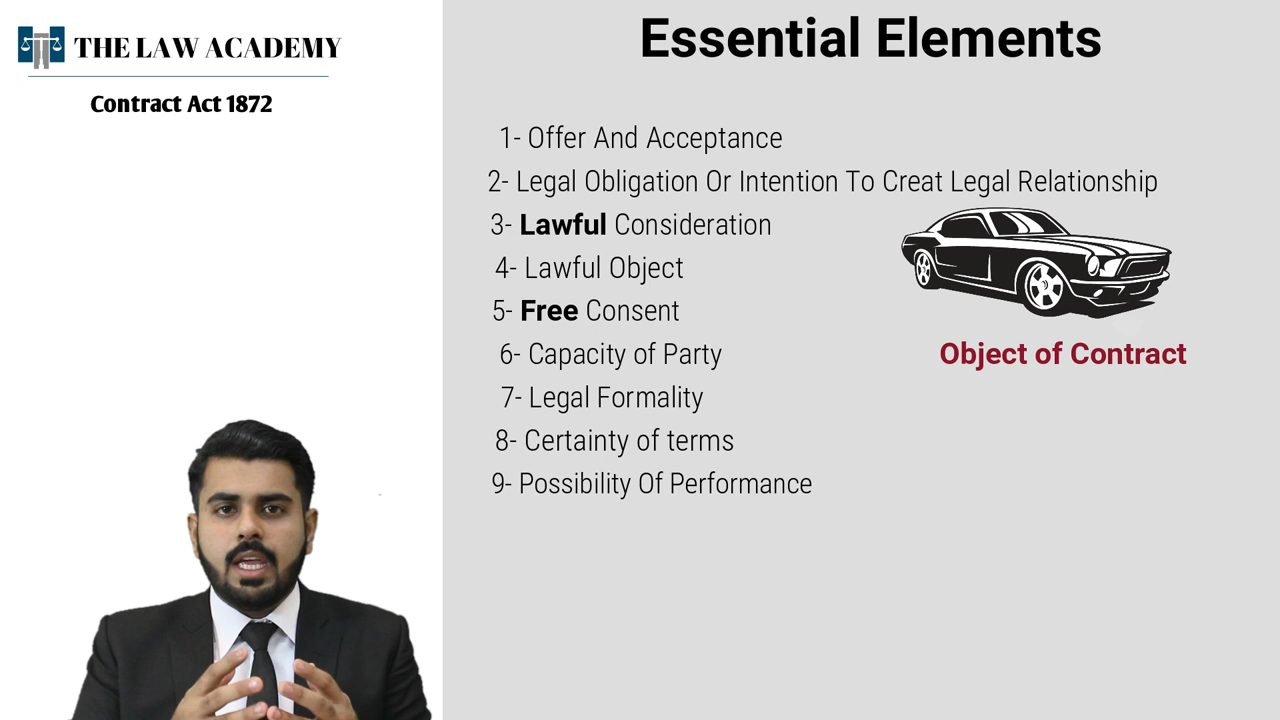 THE LAW ACADEMY
Contract Act 1872
Essential Elements
1- Offer And Acceptance
2- Legal Obligation Or Intention To Creat Legal Relationship
3- Lawful Consideration
4- Lawful Object
5- Free Consent
6- Capacity of Party
7- Legal Formality
8- Certainty of terms
9- Possibility Of Performance
Object of Contract